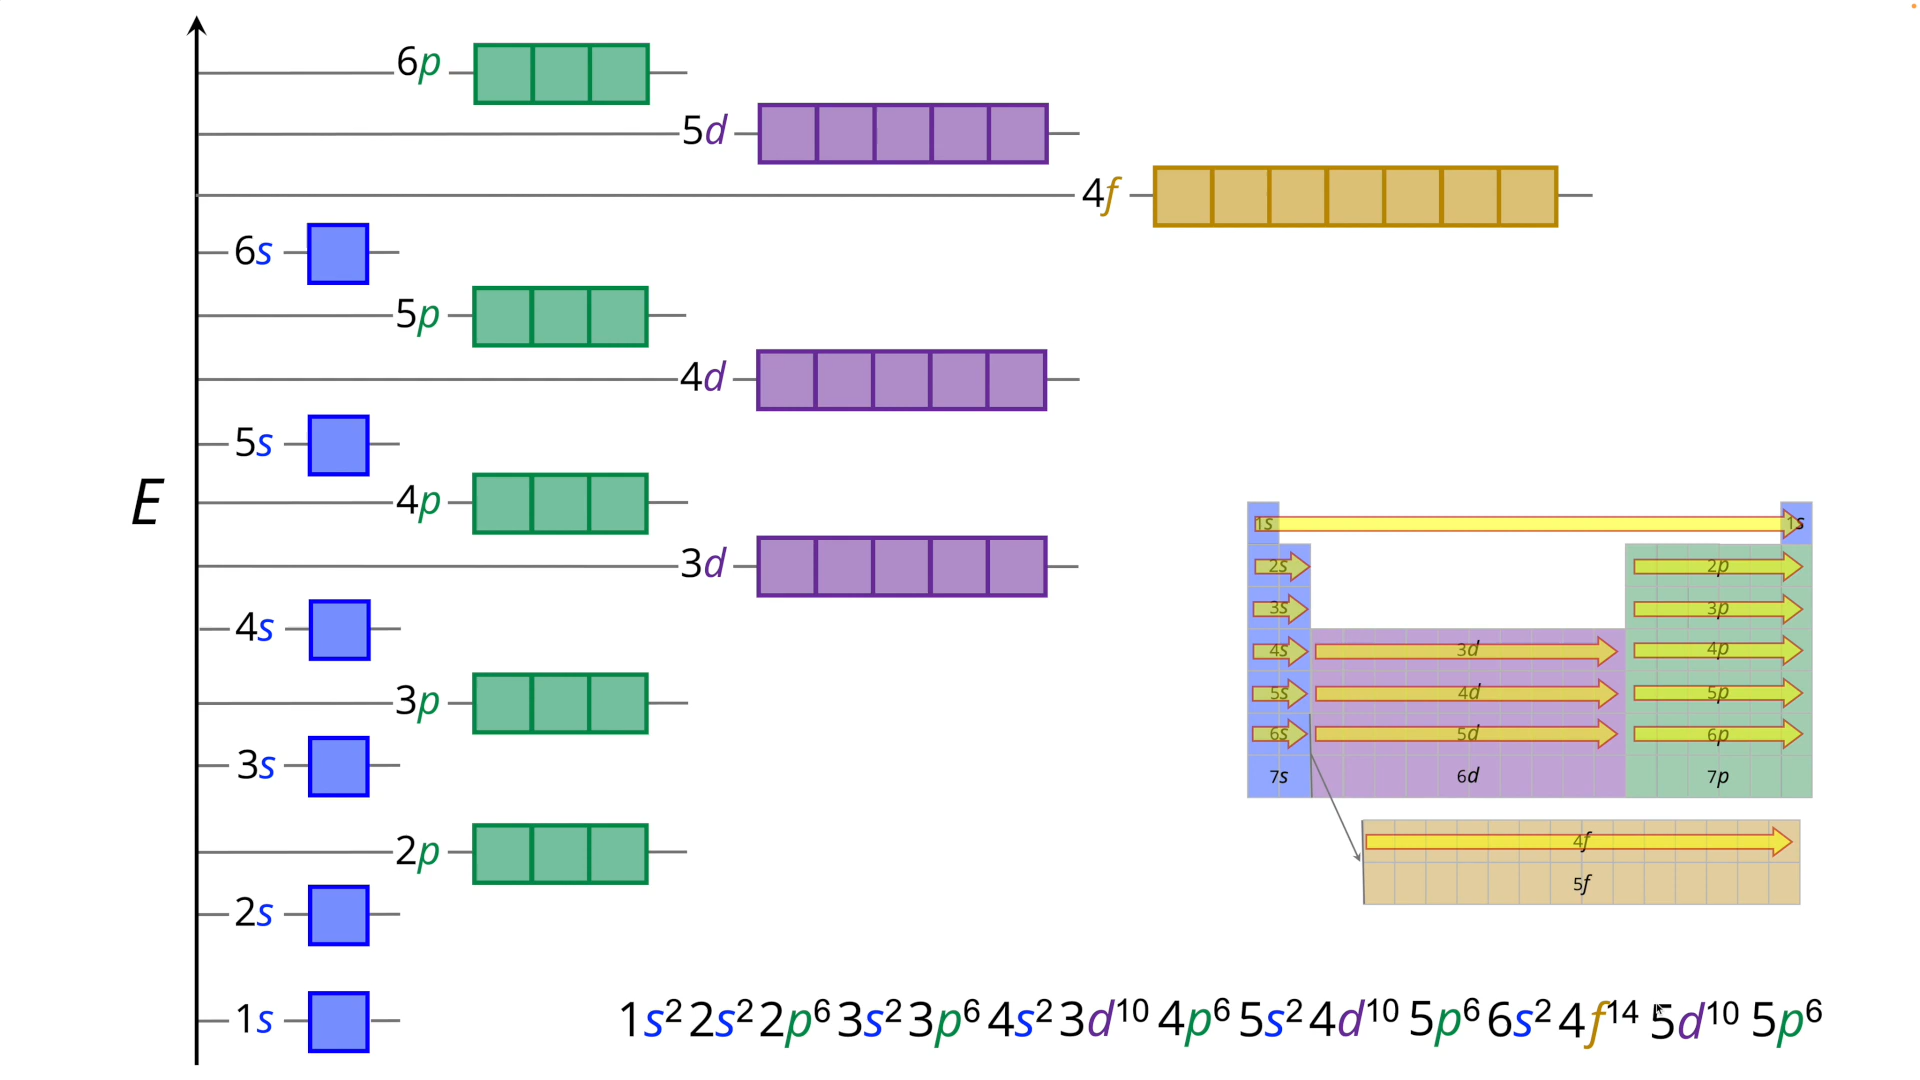 6p
5d
4f
6s
5p
4d
5s
4p
E
3d
4s
3p
3s
2p
2s
1s
1s 1s
2s 2p
3s 3p
4s 3d 4p
5s 4d 5p
6s 5d 6p
7s 6d 7p
4f
5f
1s² 2s² 2p⁶ 3s² 3p⁶ 4s² 3d¹⁰ 4p⁶ 5s² 4d¹⁰ 5p⁶ 6s² 4f¹⁴ 5d¹⁰ 5p⁶